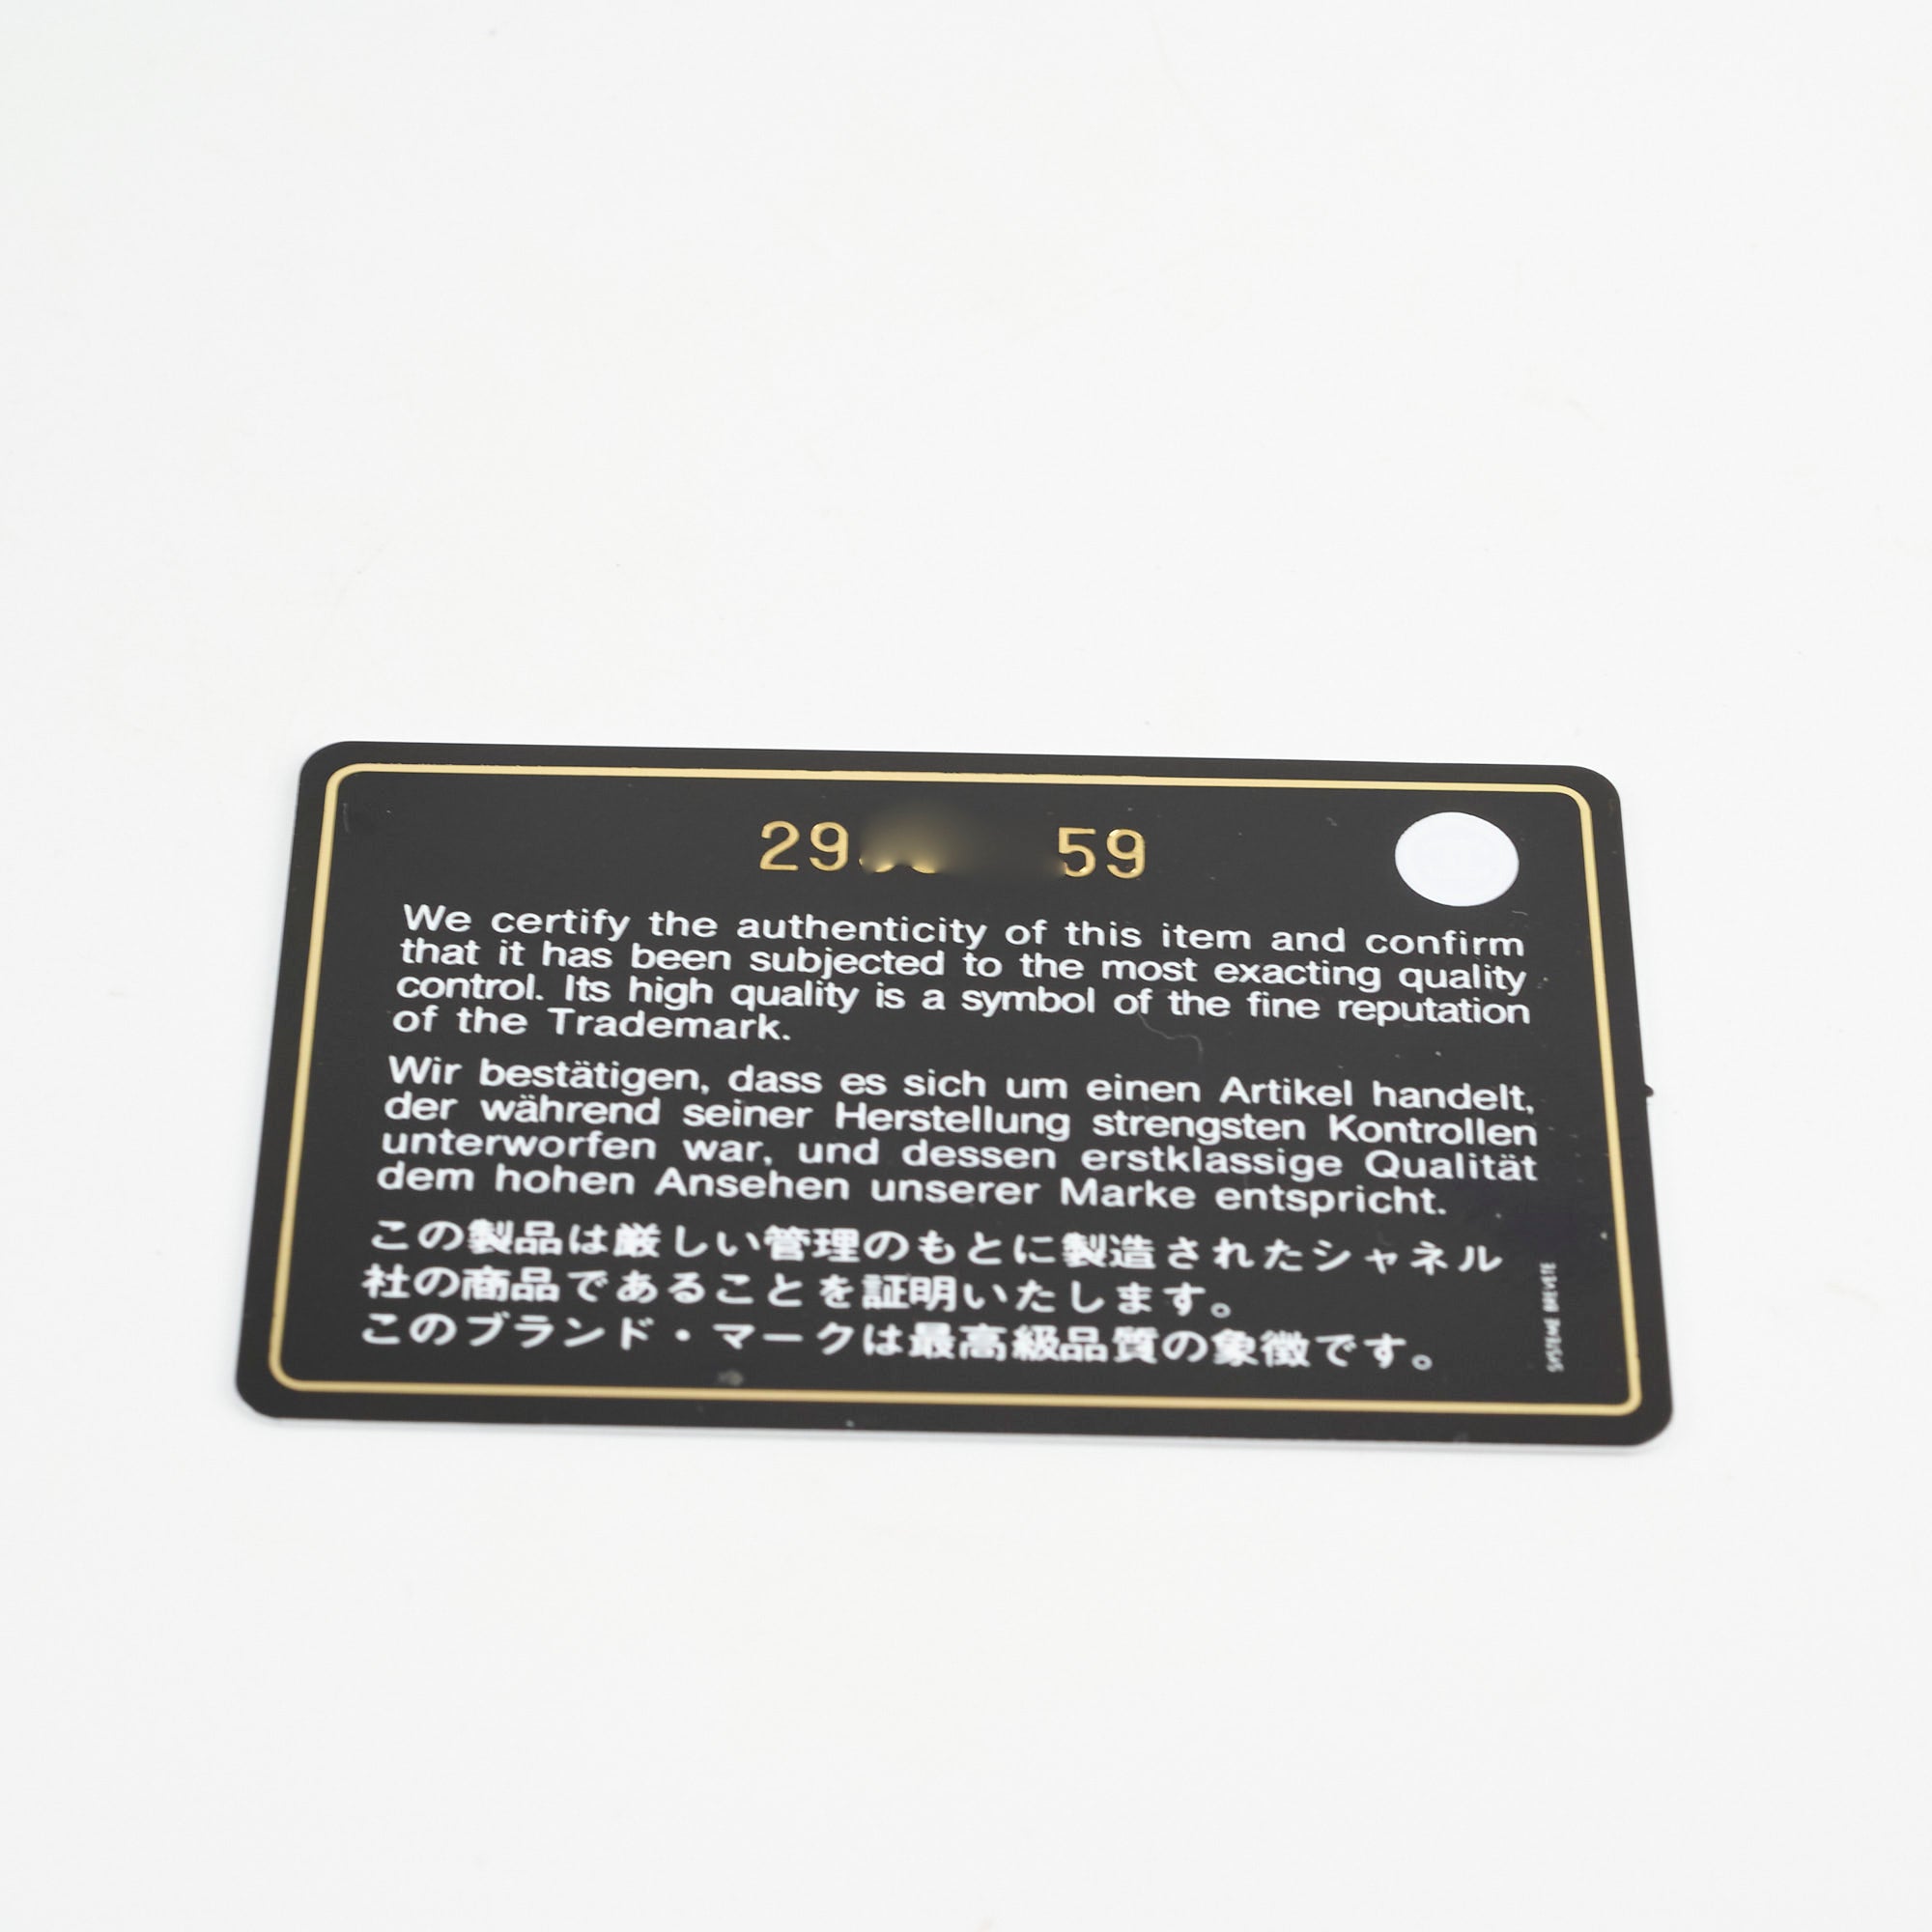 29 59
We certify the authenticity of this item and confirm
that it has been subjected to the most exacting quality
control. Its high quality is a symbol of the fine reputation
of the Trademark.
Wir bestätigen, dass es sich um einen Artikel handelt,
der während seiner Herstellung strengsten Kontrollen
unterworfen war, und dessen erstklassige Qualität
dem hohen Ansehen unserer Marke entspricht.
この製品は厳しい管理のもとに製造されたシャネル
社の商品であることを証明いたします。
このブランド・マークは最高級品質の象徴です。
SYSTEME BREVETE